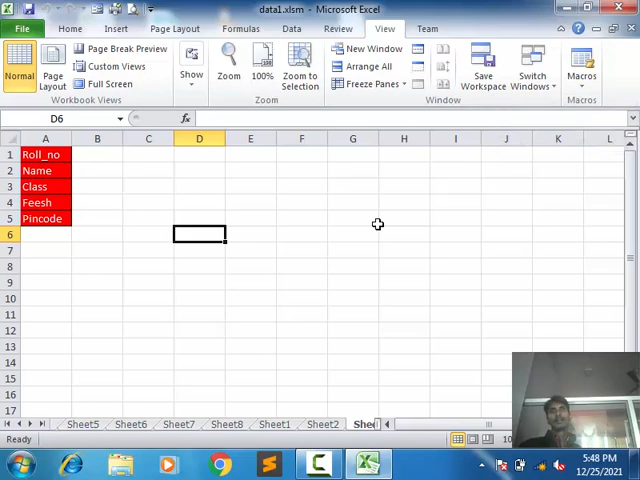 data1.xlsm - Microsoft Excel
File Home Insert Page Layout Formulas Data Review View Team
Normal
Page Layout
Page Break Preview
Custom Views
Full Screen
Workbook Views
Show
Zoom
100%
Zoom to Selection
Zoom
New Window
Arrange All
Freeze Panes
Save Workspace
Switch Windows
Window
Macros
Macros
D6
fx
A B C D E F G H I J K L
1 Roll_no
2 Name
3 Class
4 Feesh
5 Pincode
6
7
8
9
10
11
12
13
14
15
16
17
Sheet5 Sheet6 Sheet7 Sheet8 Sheet1 Sheet2
Ready
5:48 PM
12/25/2021